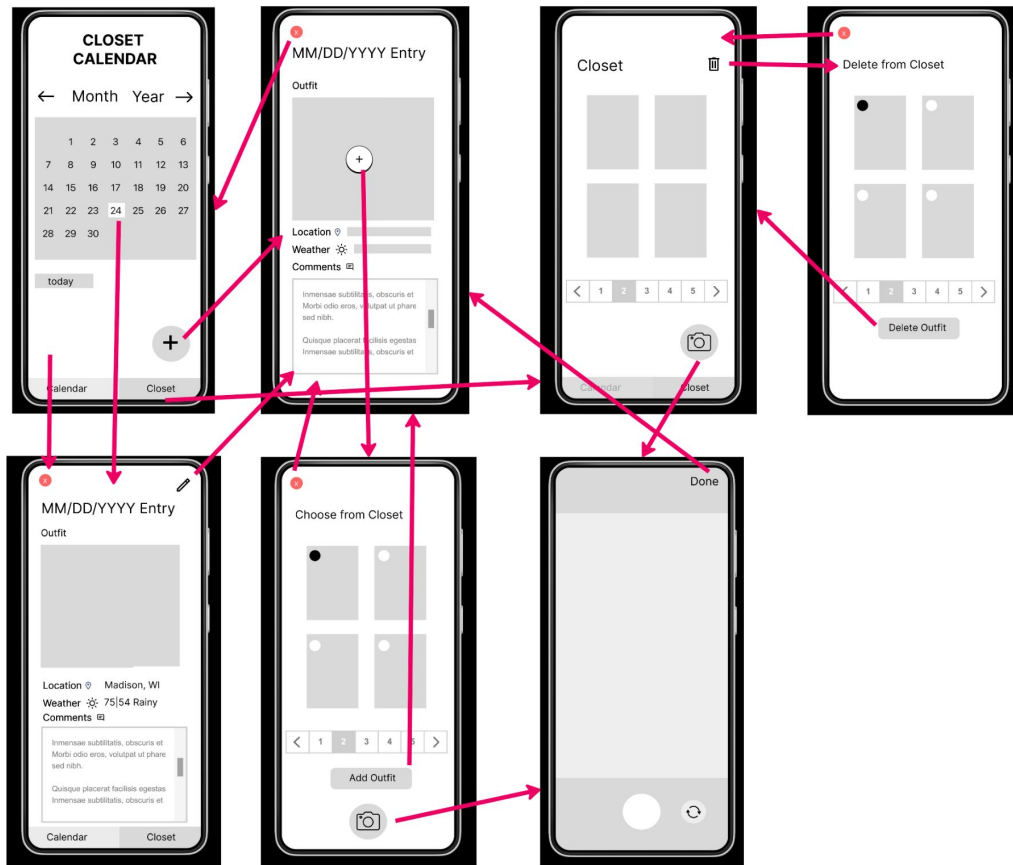 CLOSET
CALENDAR
← Month Year →
1 2 3 4 5 6
7 8 9 10 11 12 13
14 15 16 17 18 19 20
21 22 23 24 25 26 27
28 29 30
today
+
Calendar Closet
x
MM/DD/YYYY Entry
Outfit
+
Location
Weather
Comments
Inmensae subtilitatis, obscuris et
Morbi odio eros, volutpat ut phare
sed nibh.
Quisque placerat facilisis egestas
Inmensae subtilitatis, obscuris et
Closet
< 1 2 3 4 5 >
Calendar Closet
x
Delete from Closet
< 1 2 3 4 5 >
Delete Outfit
x
MM/DD/YYYY Entry
Outfit
Location Madison, WI
Weather 75|54 Rainy
Comments
Inmensae subtilitatis, obscuris et
Morbi odio eros, volutpat ut phare
sed nibh.
Quisque placerat facilisis egestas
Inmensae subtilitatis, obscuris et
Calendar Closet
x
Choose from Closet
< 1 2 3 4 5 >
Add Outfit
Done